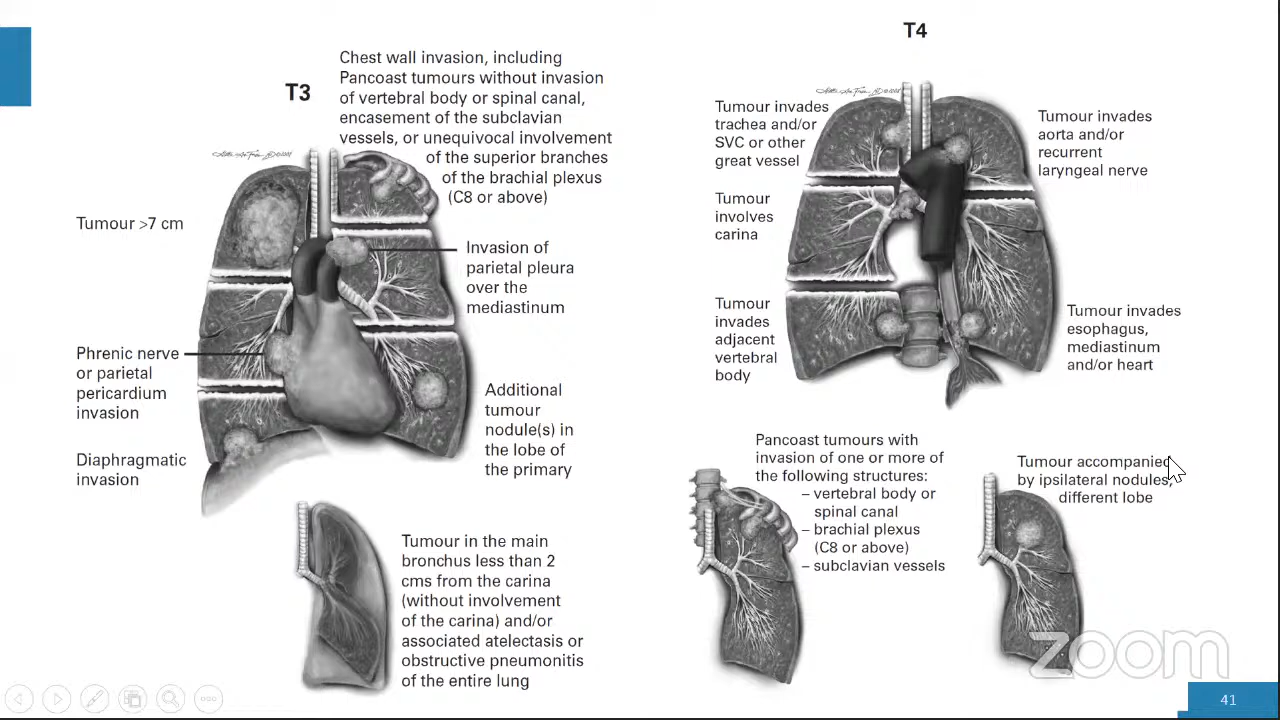 T3
Chest wall invasion, including
Pancoast tumours without invasion
of vertebral body or spinal canal,
encasement of the subclavian
vessels, or unequivocal involvement
of the superior branches
of the brachial plexus
(C8 or above)
Tumour >7 cm
Invasion of
parietal pleura
over the
mediastinum
Phrenic nerve
or parietal
pericardium
invasion
Additional
tumour
nodule(s) in
the lobe of
the primary
Diaphragmatic
invasion
Tumour in the main
bronchus less than 2
cms from the carina
(without involvement
of the carina) and/or
associated atelectasis or
obstructive pneumonitis
of the entire lung
T4
Tumour invades
trachea and/or
SVC or other
great vessel
Tumour invades
aorta and/or
recurrent
laryngeal nerve
Tumour
involves
carina
Tumour
invades
adjacent
vertebral
body
Tumour invades
esophagus,
mediastinum
and/or heart
Pancoast tumours with
invasion of one or more of
the following structures:
– vertebral body or
spinal canal
– brachial plexus
(C8 or above)
– subclavian vessels
Tumour accompanied
by ipsilateral nodules,
different lobe
zoom
41